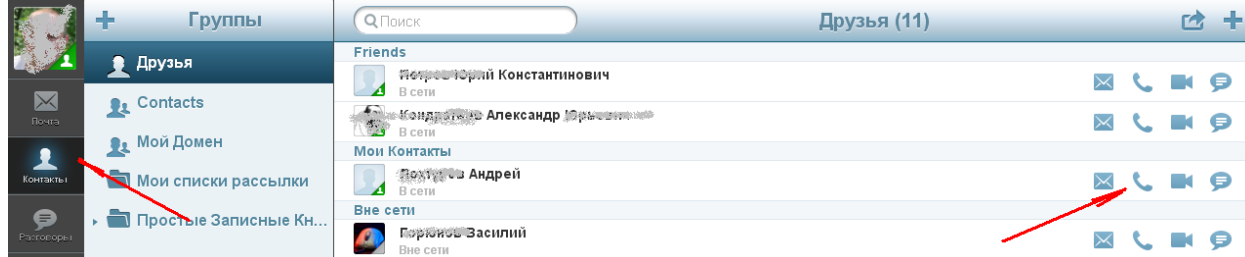 Почта
Контакты
Разговоры
Группы
Друзья
Contacts
Мой Домен
Мои списки рассылки
Простые Записные Кн...
Поиск
Друзья (11)
Friends
Константинович
В сети
Александр
В сети
Мои Контакты
Андрей
В сети
Вне сети
Василий
Вне сети